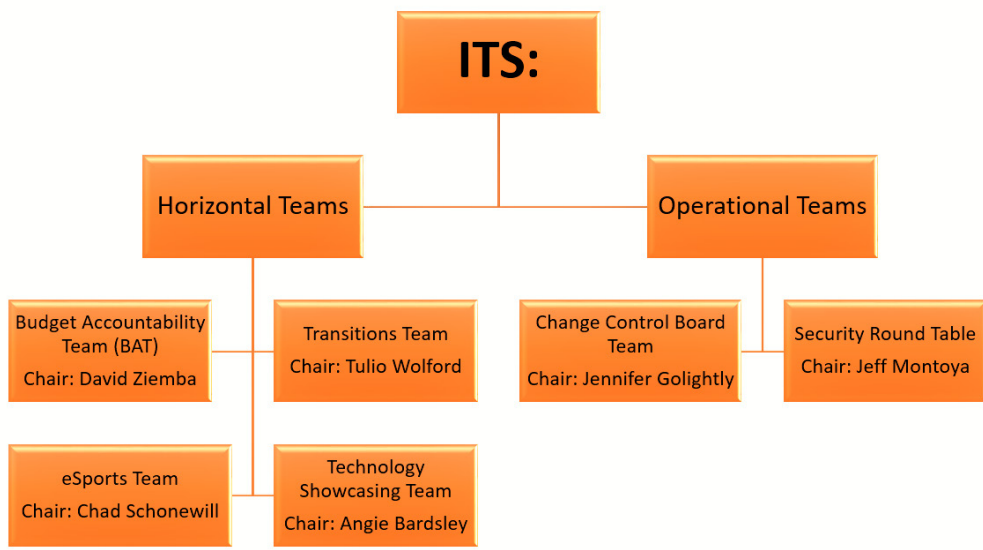 ITS:
Horizontal Teams
Operational Teams
Budget Accountability
Team (BAT)
Chair: David Ziemba
Transitions Team
Chair: Tulio Wolford
Change Control Board
Team
Chair: Jennifer Golightly
Security Round Table
Chair: Jeff Montoya
eSports Team
Chair: Chad Schonewill
Technology
Showcasing Team
Chair: Angie Bardsley